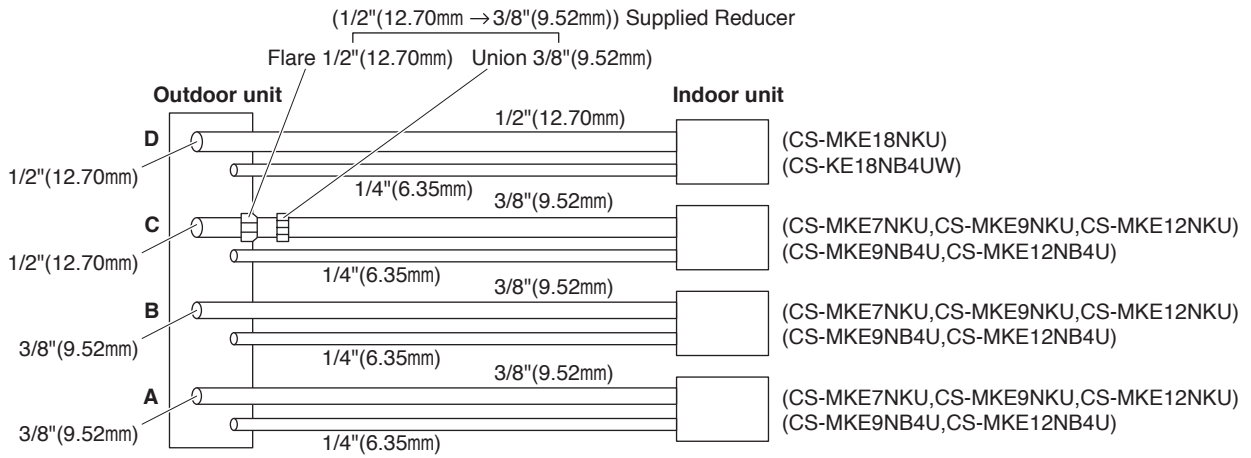 (1/2"(12.70mm →3/8"(9.52mm)) Supplied Reducer
Flare 1/2"(12.70mm) Union 3/8"(9.52mm)
Outdoor unit
Indoor unit
D
1/2"(12.70mm)
1/2"(12.70mm)
1/4"(6.35mm)
(CS-MKE18NKU)
(CS-KE18NB4UW)
C
1/2"(12.70mm)
3/8"(9.52mm)
1/4"(6.35mm)
(CS-MKE7NKU,CS-MKE9NKU,CS-MKE12NKU)
(CS-MKE9NB4U,CS-MKE12NB4U)
B
3/8"(9.52mm)
3/8"(9.52mm)
1/4"(6.35mm)
(CS-MKE7NKU,CS-MKE9NKU,CS-MKE12NKU)
(CS-MKE9NB4U,CS-MKE12NB4U)
A
3/8"(9.52mm)
3/8"(9.52mm)
1/4"(6.35mm)
(CS-MKE7NKU,CS-MKE9NKU,CS-MKE12NKU)
(CS-MKE9NB4U,CS-MKE12NB4U)